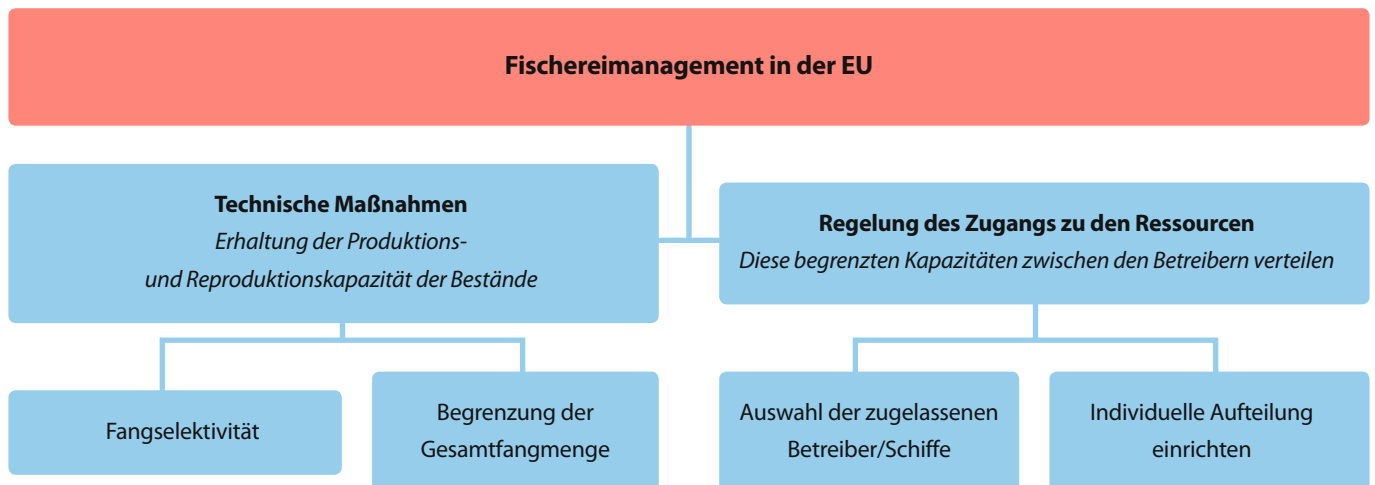 Fischereimanagement in der EU
Technische Maßnahmen
Erhaltung der Produktions-
und Reproduktionskapazität der Bestände
Regelung des Zugangs zu den Ressourcen
Diese begrenzten Kapazitäten zwischen den Betreibern verteilen
Fangselektivität
Begrenzung der
Gesamtfangmenge
Auswahl der zugelassenen
Betreiber/Schiffe
Individuelle Aufteilung
einrichten